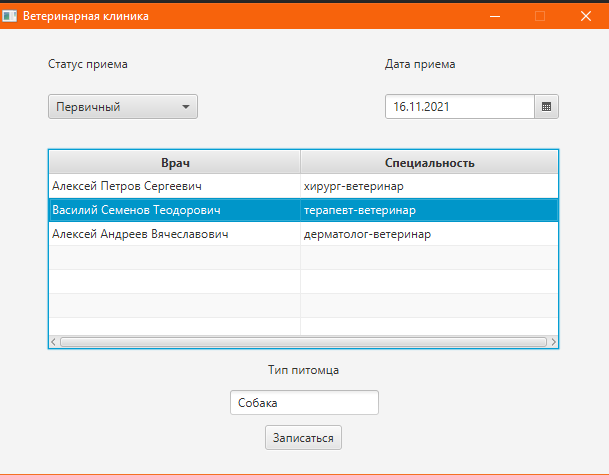 Ветеринарная клиника
Статус приема Дата приема
Первичный 16.11.2021
Врач Специальность
Алексей Петров Сергеевич хирург-ветеринар
Василий Семенов Теодорович терапевт-ветеринар
Алексей Андреев Вячеславович дерматолог-ветеринар
Тип питомца
Собака
Записаться